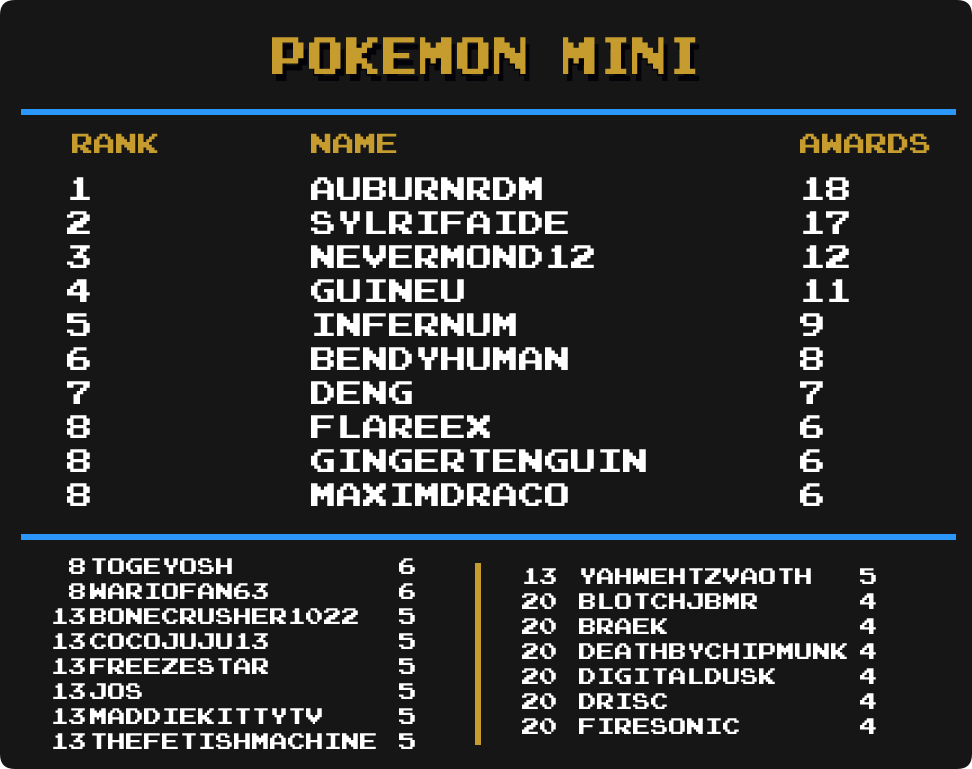 POKEMON MINI
RANK NAME AWARDS
1 AUBURNRDM 18
2 SYLRIFAIDE 17
3 NEVERMOND12 12
4 GUINEU 11
5 INFERNUM 9
6 BENDYHUMAN 8
7 DENG 7
8 FLAREEX 6
8 GINGERTENGUIN 6
8 MAXIMDRACO 6
8 TOGEYOSH 6
8 WARIOFAN63 6
13 BONECRUSHER1022 5
13 COCOJUJU13 5
13 FREEZESTAR 5
13 JOS 5
13 MADDIEKITTYTV 5
13 THEFETISHMACHINE 5
13 YAHWEHTZVAOTH 5
20 BLOTCHJBMR 4
20 BRAEK 4
20 DEATHBYCHIPMUNK 4
20 DIGITALDUSK 4
20 DRISC 4
20 FIRESONIC 4